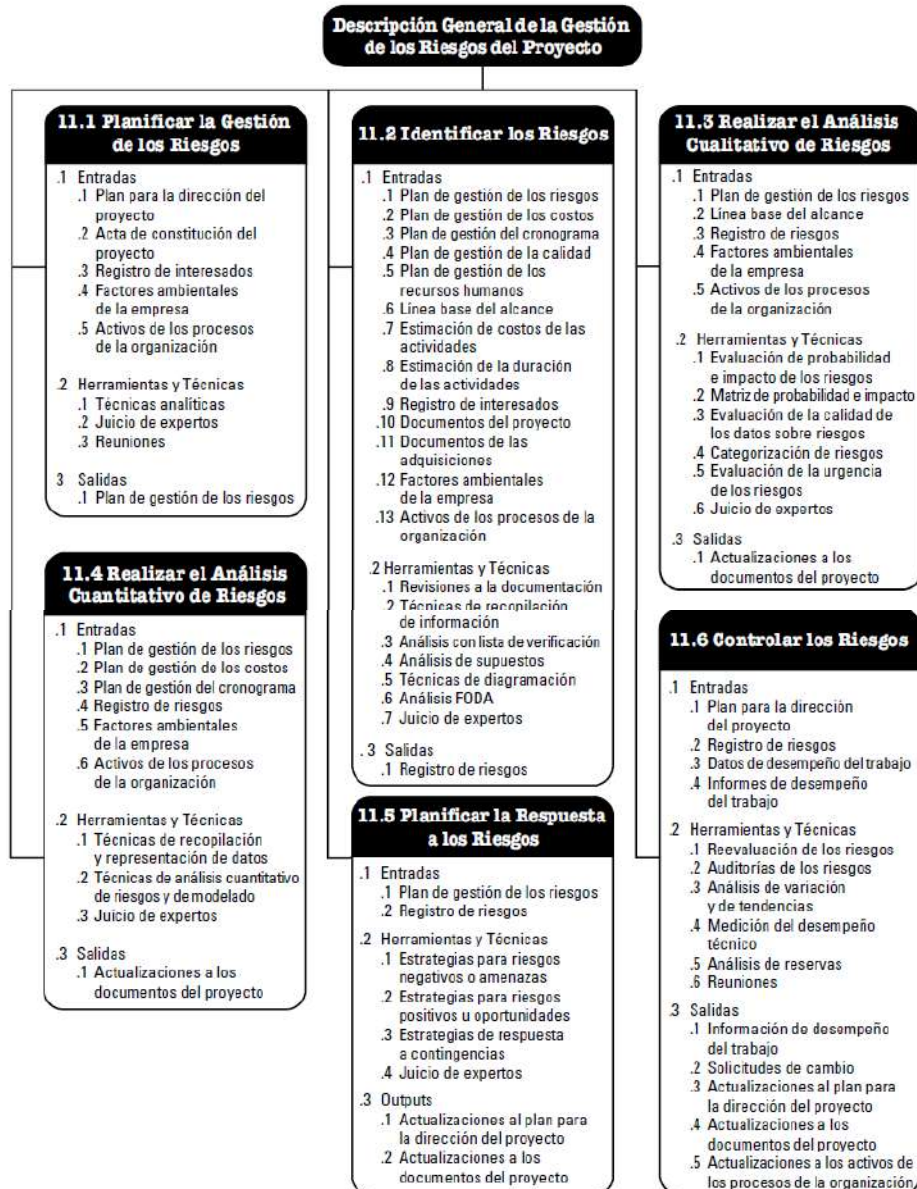 Descripción General de la Gestión
de los Riesgos del Proyecto
11.1 Planificar la Gestión
de los Riesgos
.1 Entradas
.1 Plan para la dirección del
proyecto
.2 Acta de constitución del
proyecto
.3 Registro de interesados
.4 Factores ambientales
de la empresa
.5 Activos de los procesos
de la organización
.2 Herramientas y Técnicas
.1 Técnicas analíticas
.2 Juicio de expertos
.3 Reuniones
3 Salidas
.1 Plan de gestión de los riesgos
11.2 Identificar los Riesgos
.1 Entradas
.1 Plan de gestión de los riesgos
.2 Plan de gestión de los costos
.3 Plan de gestión del cronograma
.4 Plan de gestión de la calidad
.5 Plan de gestión de los
recursos humanos
.6 Línea base del alcance
.7 Estimación de costos de las
actividades
.8 Estimación de la duración
de las actividades
.9 Registro de interesados
.10 Documentos del proyecto
.11 Documentos de las
adquisiciones
.12 Factores ambientales
de la empresa
.13 Activos de los procesos de la
organización
.2 Herramientas y Técnicas
.1 Revisiones a la documentación
.2 Técnicas de recopilación
de información
.3 Análisis con lista de verificación
.4 Análisis de supuestos
.5 Técnicas de diagramación
.6 Análisis FODA
.7 Juicio de expertos
. 3 Salidas
.1 Registro de riesgos
11.3 Realizar el Análisis
Cualitativo de Riesgos
.1 Entradas
.1 Plan de gestión de los riesgos
.2 Línea base del alcance
.3 Registro de riesgos
.4 Factores ambientales
de la empresa
.5 Activos de los procesos
de la organización
.2 Herramientas y Técnicas
.1 Evaluación de probabilidad
e impacto de los riesgos
.2 Matriz de probabilidad e impacto
.3 Evaluación de la calidad de
los datos sobre riesgos
.4 Categorización de riesgos
.5 Evaluación de la urgencia
de los riesgos
.6 Juicio de expertos
.3 Salidas
.1 Actualizaciones a los
documentos del proyecto
11.4 Realizar el Análisis
Cuantitativo de Riesgos
.1 Entradas
.1 Plan de gestión de los riesgos
.2 Plan de gestión de los costos
.3 Plan de gestión del cronograma
.4 Registro de riesgos
.5 Factores ambientales
de la empresa
.6 Activos de los procesos
de la organización
.2 Herramientas y Técnicas
.1 Técnicas de recopilación
y representación de datos
.2 Técnicas de análisis cuantitativo
de riesgos y de modelado
.3 Juicio de expertos
.3 Salidas
.1 Actualizaciones a los
documentos del proyecto
11.5 Planificar la Respuesta
a los Riesgos
.1 Entradas
.1 Plan de gestión de los riesgos
.2 Registro de riesgos
.2 Herramientas y Técnicas
.1 Estrategias para riesgos
negativos o amenazas
.2 Estrategias para riesgos
positivos u oportunidades
.3 Estrategias de respuesta
a contingencias
.4 Juicio de expertos
.3 Outputs
.1 Actualizaciones al plan para
la dirección del proyecto
.2 Actualizaciones a los
documentos del proyecto
11.6 Controlar los Riesgos
.1 Entradas
.1 Plan para la dirección
del proyecto
.2 Registro de riesgos
.3 Datos de desempeño del trabajo
.4 Informes de desempeño
del trabajo
.2 Herramientas y Técnicas
.1 Reevaluación de los riesgos
.2 Auditorías de los riesgos
.3 Análisis de variación
y de tendencias
.4 Medición del desempeño
técnico
.5 Análisis de reservas
.6 Reuniones
.3 Salidas
.1 Información de desempeño
del trabajo
.2 Solicitudes de cambio
.3 Actualizaciones al plan para
la dirección del proyecto
.4 Actualizaciones a los
documentos del proyecto
.5 Actualizaciones a los activos de
los procesos de la organización